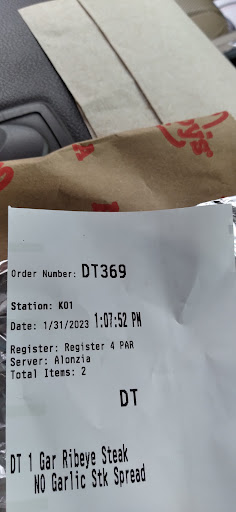 Arby's
Order Number: DT369
Station: K01
Date: 1/31/2023 1:07:52 PM
Register: Register 4 PAR
Server: Alonzia
Total Items: 2
DT
DT 1 Gar Ribeye Steak
NO Garlic Stk Spread